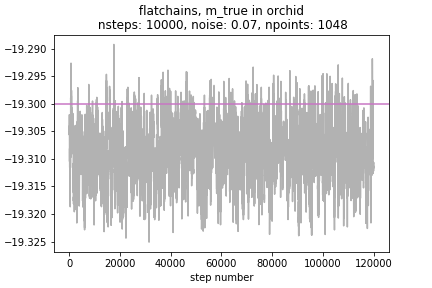 flatchains, m_true in orchid
nsteps: 10000, noise: 0.07, npoints: 1048
−19.290
−19.295
−19.300
−19.305
−19.310
−19.315
−19.320
−19.325
0 20000 40000 60000 80000 100000 120000
step number